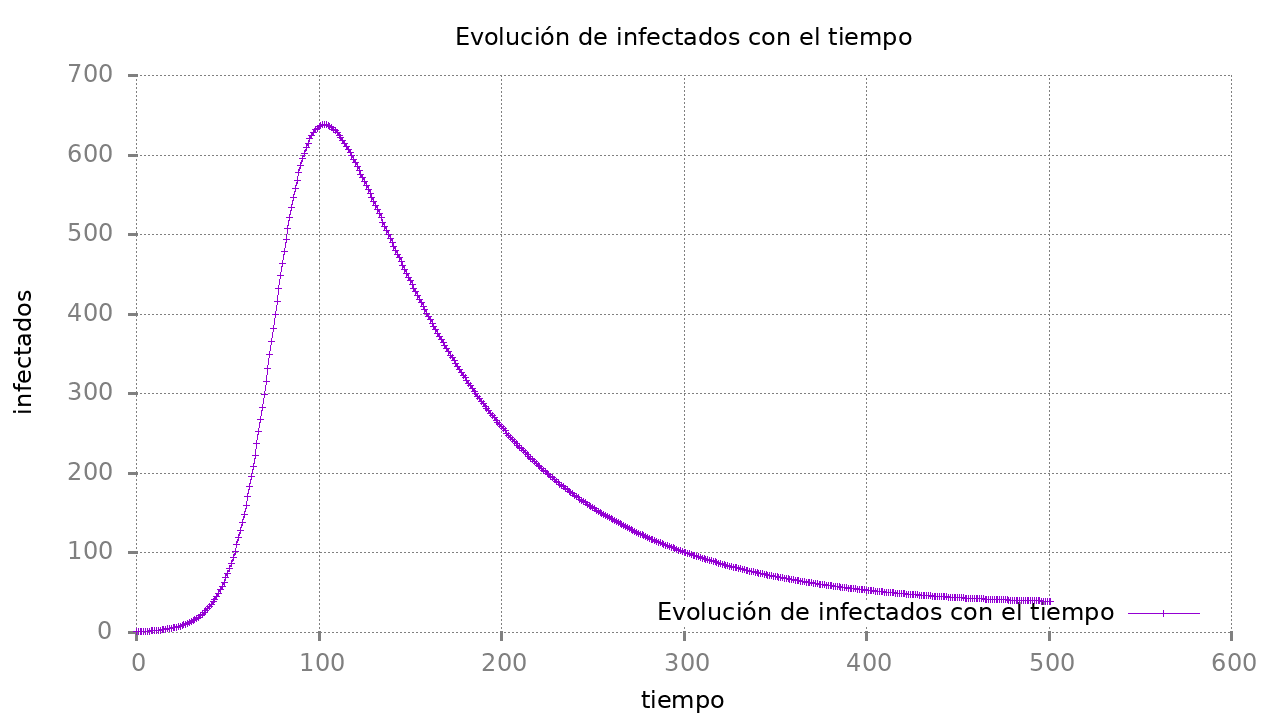 Evolución de infectados con el tiempo
700
600
500
400
300
200
100
0
infectados
Evolución de infectados con el tiempo
0 100 200 300 400 500 600
tiempo